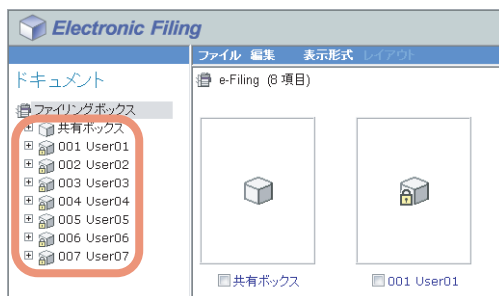 Electronic Filing
ファイル 編集 表示形式 レイアウト
ドキュメント
ファイリングボックス
共有ボックス
001 User01
002 User02
003 User03
004 User04
005 User05
006 User06
007 User07
e-Filing (8 項目)
共有ボックス
001 User01